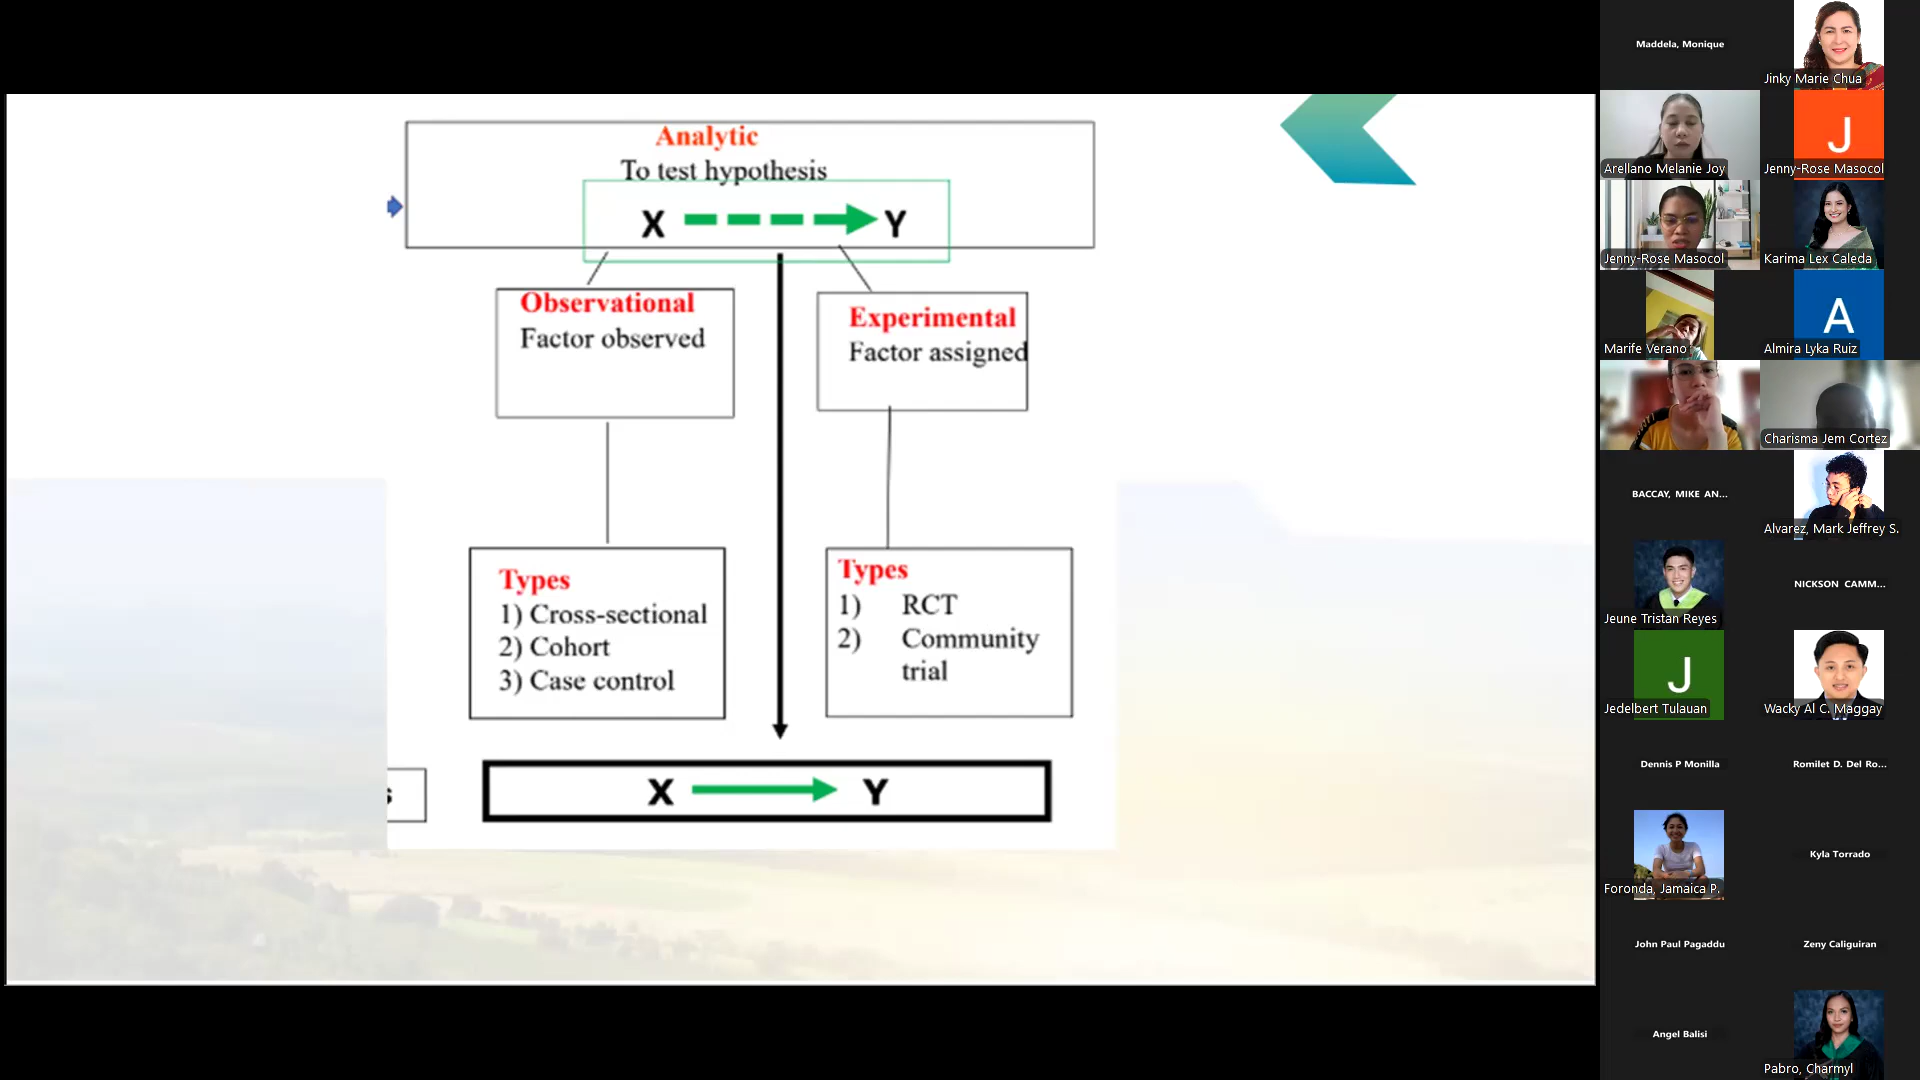 Analytic
To test hypothesis
X Y
Observational
Factor observed
Experimental
Factor assigned
Types
1) Cross-sectional
2) Cohort
3) Case control
Types
1) RCT
2) Community
trial
X Y
Maddela, Monique
Jinky Marie Chua
Arellano Melanie Joy
J
Jenny-Rose Masocol
Jenny-Rose Masocol
Karima Lex Caleda
Marife Verano
A
Almira Lyka Ruiz
Charisma Jem Cortez
BACCAY, MIKE AN...
Alvarez, Mark Jeffrey S.
Jeune Tristan Reyes
NICKSON CAMM...
J
Jedelbert Tulauan
Wacky Al C. Maggay
Dennis P Monilla
Romilet D. Del Ro...
Foronda, Jamaica P.
Kyla Torrado
John Paul Pagaddu
Zeny Caliguiran
Angel Balisi
Pabro, Charmyl